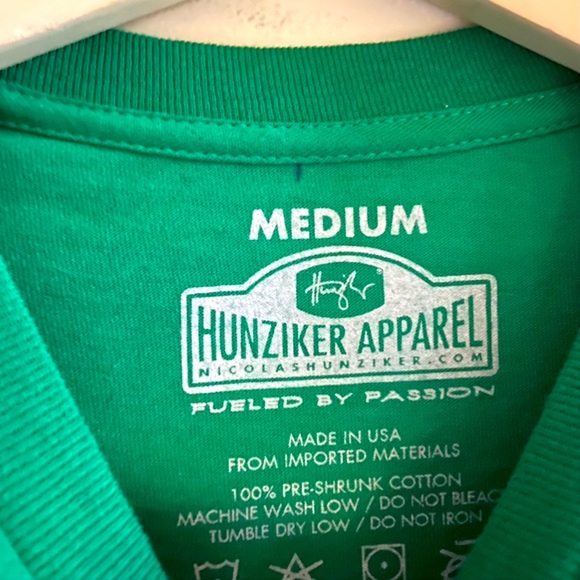 MEDIUM
Hunziker
HUNZIKER APPAREL
NICOLASHUNZIKER.COM
FUELED BY PASSION
MADE IN USA
FROM IMPORTED MATERIALS
100% PRE-SHRUNK COTTON
MACHINE WASH LOW / DO NOT BLEAC
TUMBLE DRY LOW / DO NOT IRON